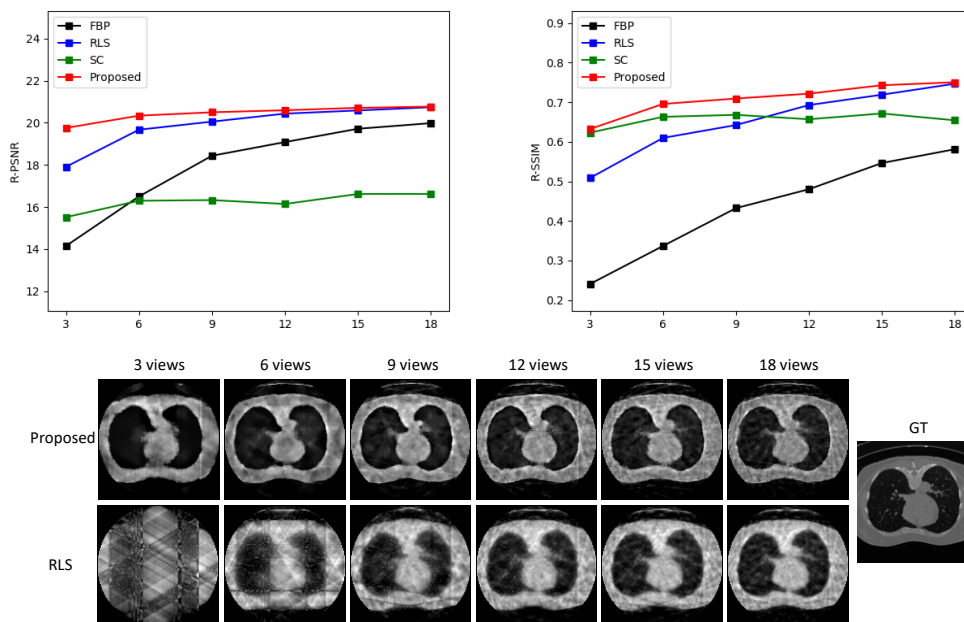 FBP
RLS
SC
Proposed
R-PSNR
24
22
20
18
16
14
12
3 6 9 12 15 18
FBP
RLS
SC
Proposed
R-SSIM
0.9
0.8
0.7
0.6
0.5
0.4
0.3
0.2
3 6 9 12 15 18
3 views 6 views 9 views 12 views 15 views 18 views
Proposed
GT
RLS